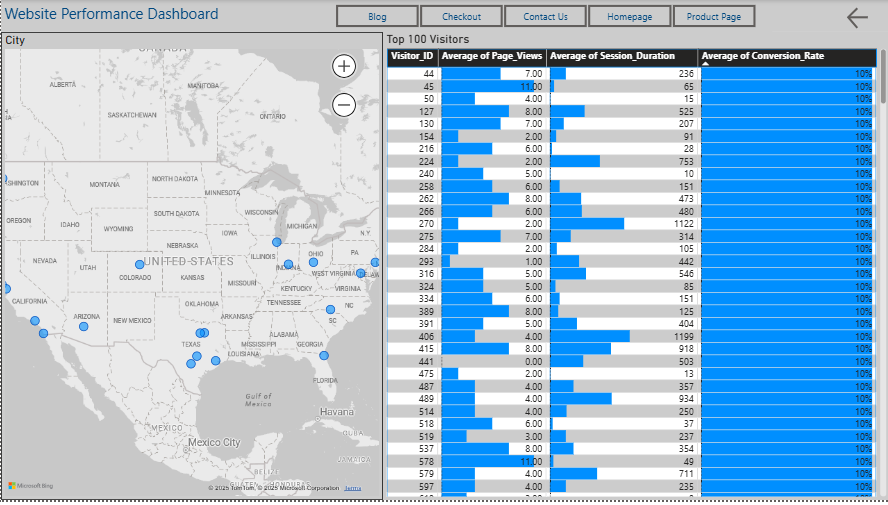 Website Performance Dashboard
Blog
Checkout
Contact Us
Homepage
Product Page
City
CANADA
ALBERTA
MANITOBA
SASKATCHEWAN
ONTARIO
SHINGTON
MONTANA
NORTH DAKOTA
MINNESOTA
OREGON
IDAHO
WYOMING
SOUTH DAKOTA
WISCONSIN
MICHIGAN
IOWA
N.Y.
NEBRASKA
NEVADA
UTAH
COLORADO
UNITED STATES
KANSAS
ILLINOIS
INDIANA
OHIO
PA
MISSOURI
WEST VIRGINIA
DELAW
CALIFORNIA
KENTUCKY
VIRGINIA
ARIZONA
NEW MEXICO
OKLAHOMA
ARKANSAS
TENNESSEE
NC
SC
TEXAS
MISSISSIPPI
ALABAMA
GEORGIA
LOUISIANA
FLORIDA
Gulf of
Mexico
Havana
CUBA
MÉXICO
Mexico City
JAMAICA
BELIZE
GUATEMALA
HONDURAS
Microsoft Bing
© 2025 TomTom, © 2025 Microsoft Corporation Terms
Top 100 Visitors
Visitor_ID Average of Page_Views Average of Session_Duration Average of Conversion_Rate
44 7.00 236 10%
45 11.00 65 10%
50 4.00 15 10%
127 8.00 525 10%
130 7.00 207 10%
154 2.00 91 10%
216 6.00 28 10%
224 2.00 753 10%
240 5.00 10 10%
258 6.00 151 10%
262 8.00 473 10%
266 6.00 480 10%
270 2.00 1122 10%
275 7.00 314 10%
284 2.00 105 10%
293 1.00 442 10%
316 5.00 546 10%
324 5.00 85 10%
334 6.00 151 10%
389 8.00 125 10%
391 5.00 404 10%
406 4.00 1199 10%
415 8.00 918 10%
441 0.00 503 10%
475 2.00 13 10%
487 4.00 357 10%
489 4.00 934 10%
514 4.00 250 10%
518 6.00 37 10%
519 3.00 237 10%
537 8.00 354 10%
578 11.00 49 10%
579 4.00 711 10%
597 4.00 235 10%